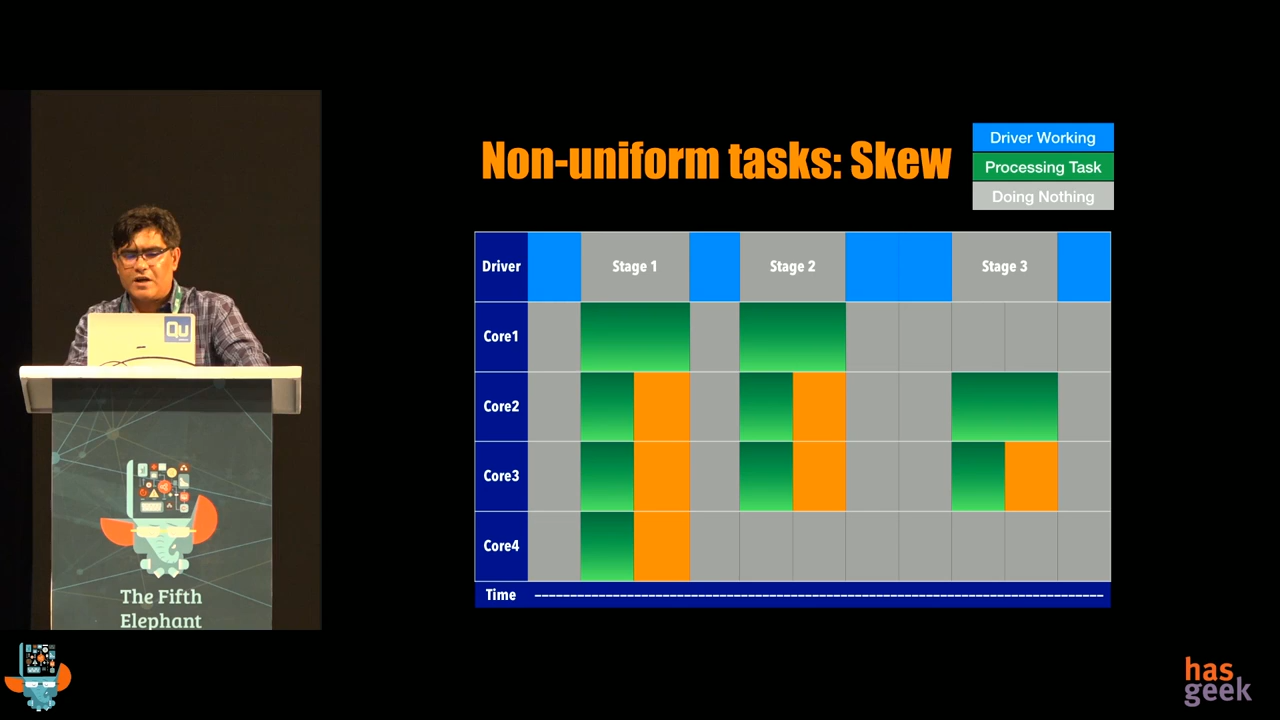 Non-uniform tasks: Skew
Driver Working
Processing Task
Doing Nothing
Driver
Stage 1
Stage 2
Stage 3
Core1
Core2
Core3
Core4
Time
Qu
The Fifth
Elephant
has
geek